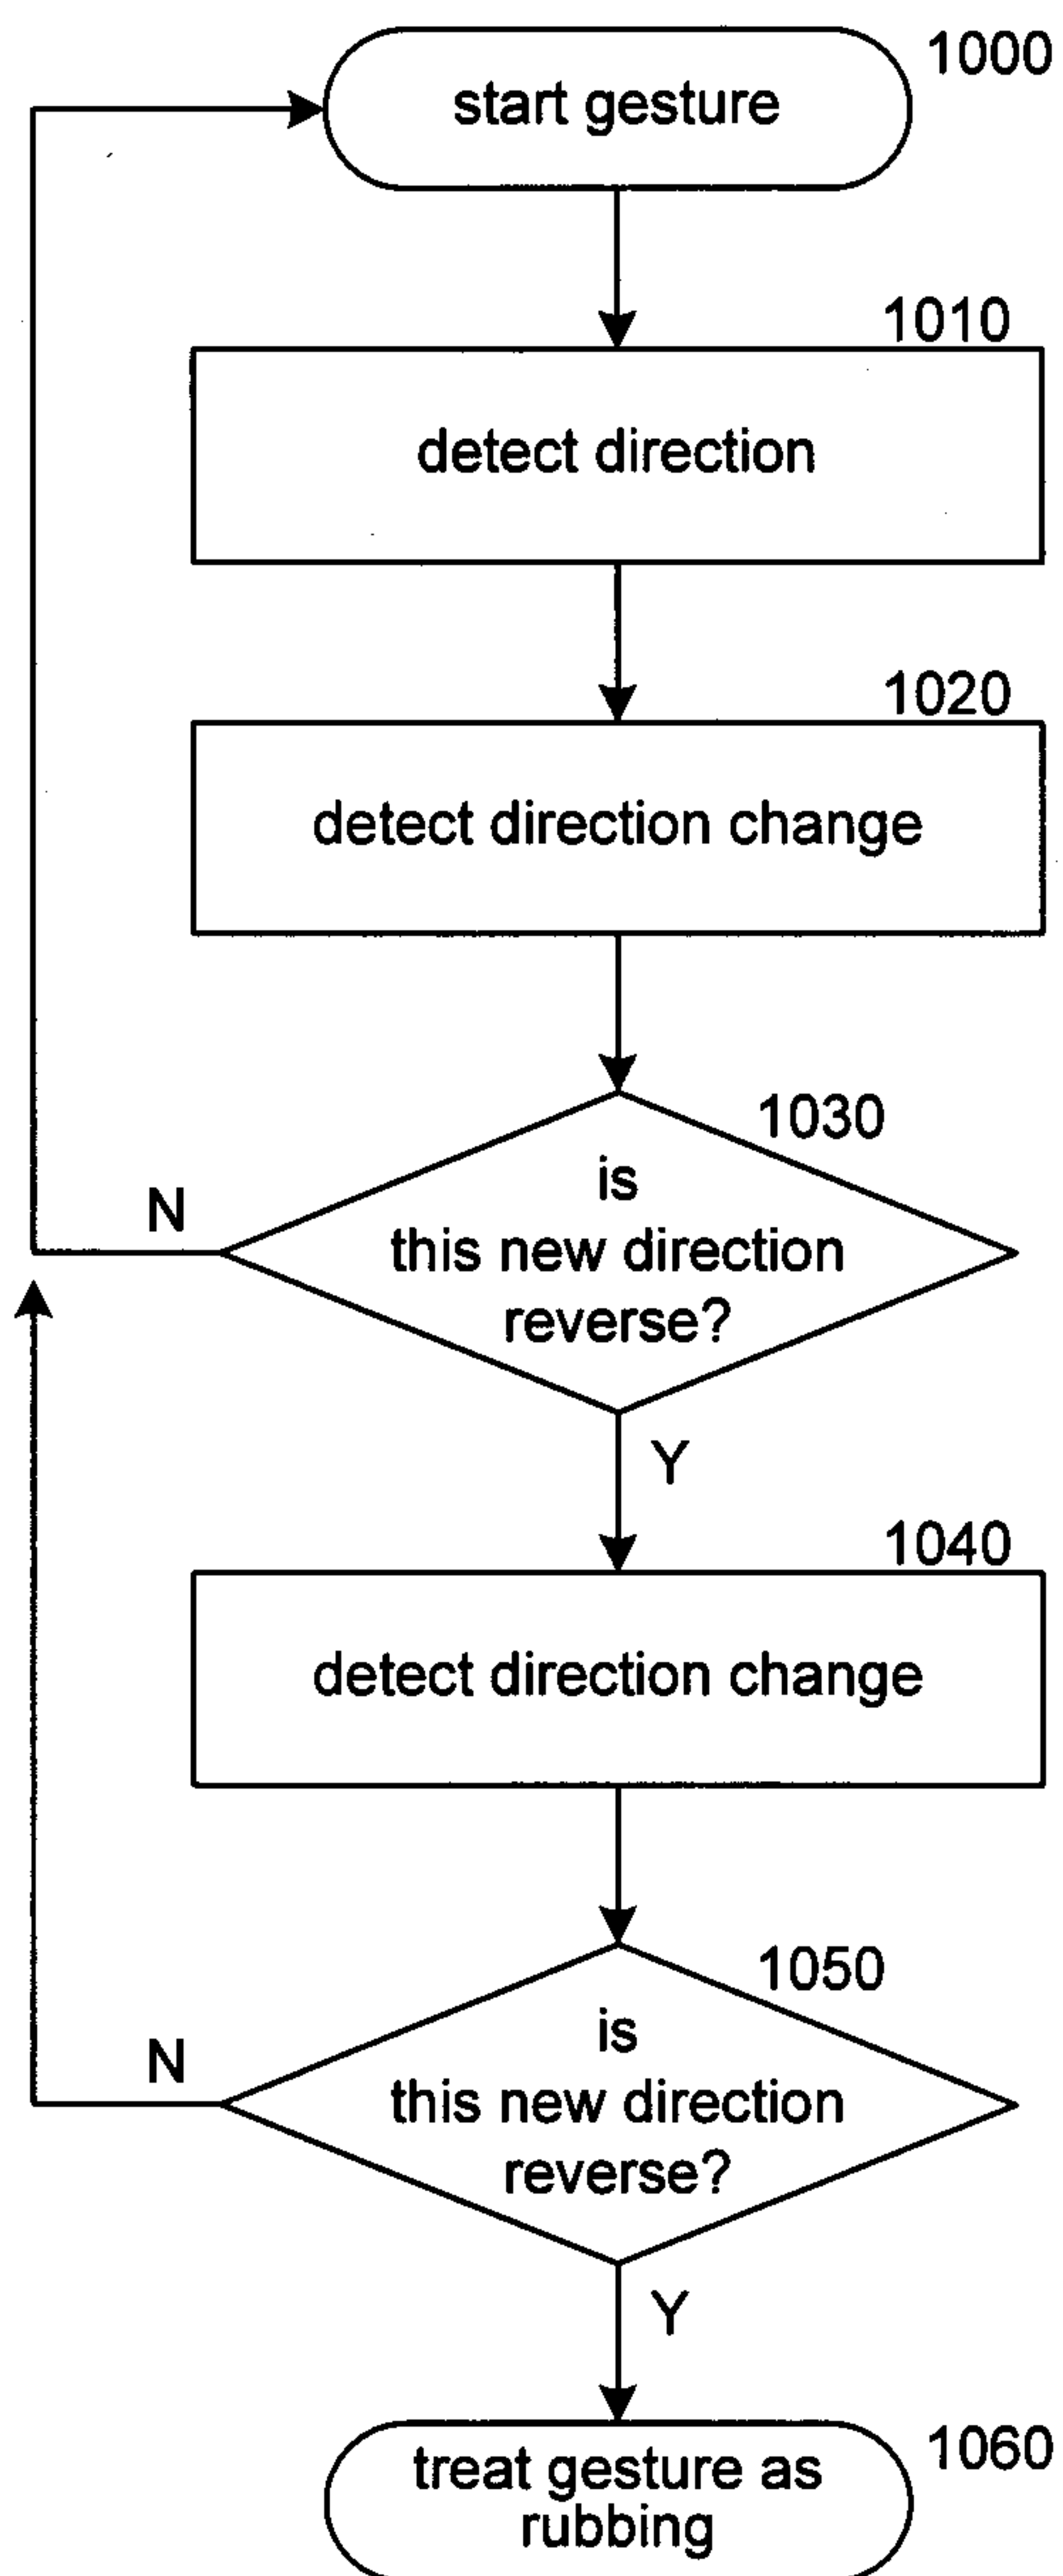 1000
start gesture
1010
detect direction
1020
detect direction change
1030
is
this new direction
reverse?
N
Y
1040
detect direction change
1050
is
this new direction
reverse?
N
Y
1060
treat gesture as
rubbing